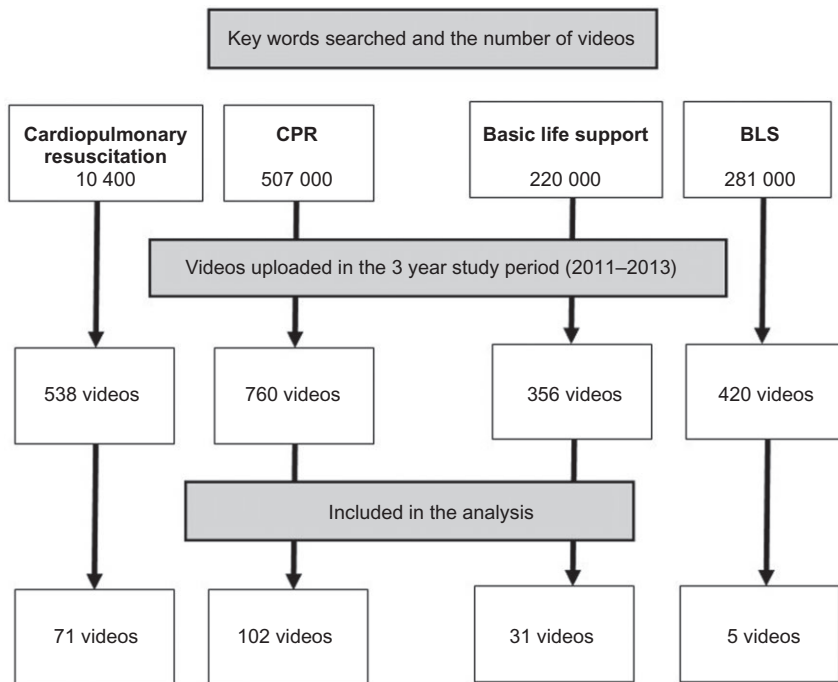 Key words searched and the number of videos
Cardiopulmonary
resuscitation
10 400
CPR
507 000
Basic life support
220 000
BLS
281 000
Videos uploaded in the 3 year study period (2011–2013)
538 videos
760 videos
356 videos
420 videos
Included in the analysis
71 videos
102 videos
31 videos
5 videos